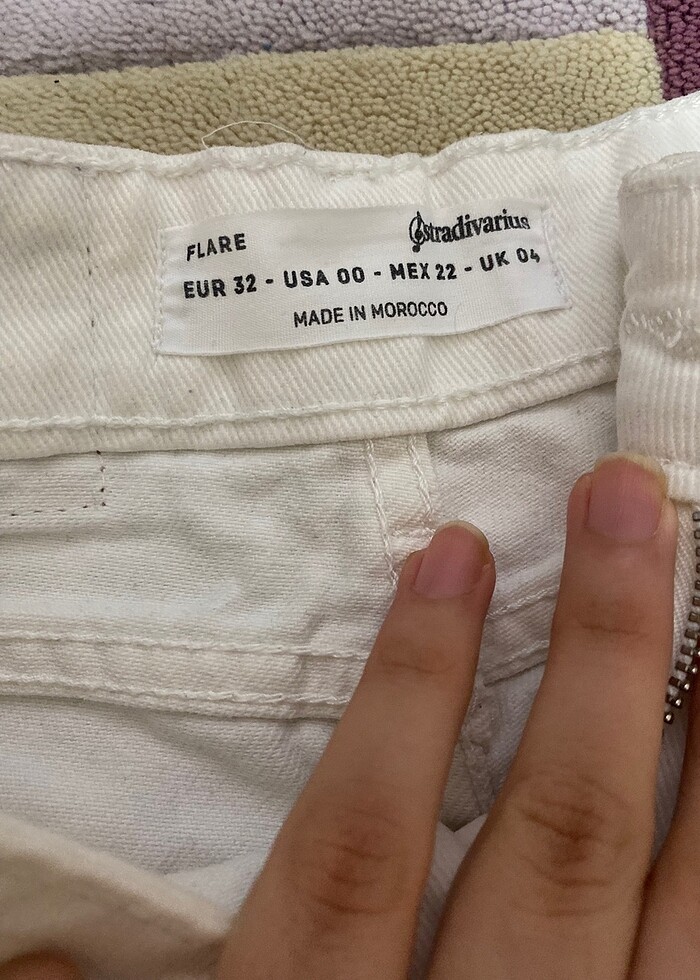 FLARE Stradivarius
EUR 32 - USA 00 - MEX 22 - UK 04
MADE IN MOROCCO